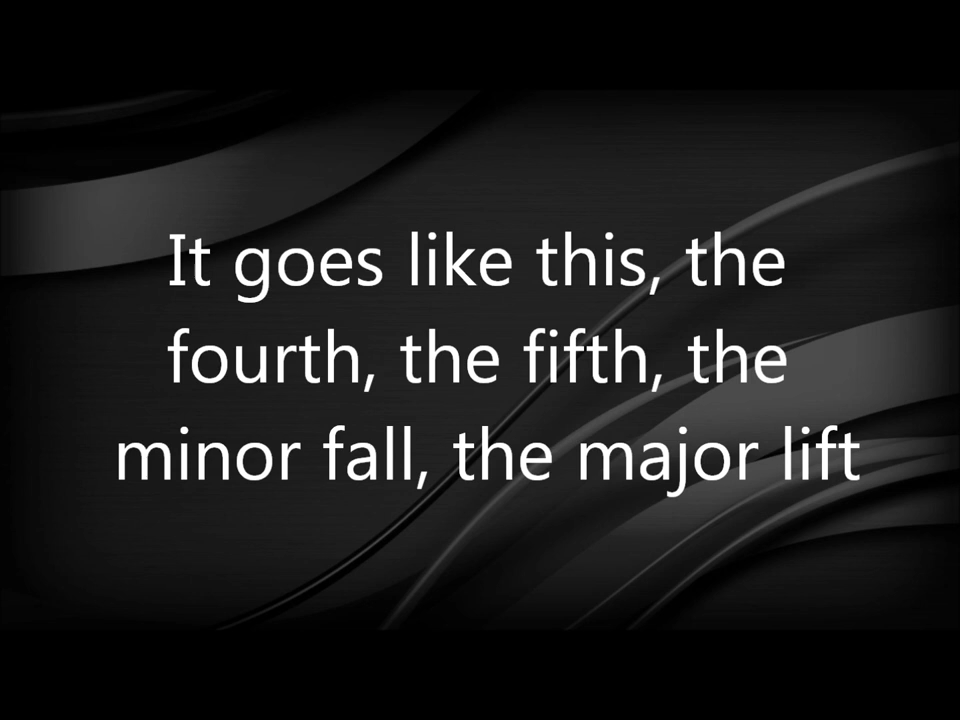 It goes like this, the
fourth, the fifth, the
minor fall, the major lift